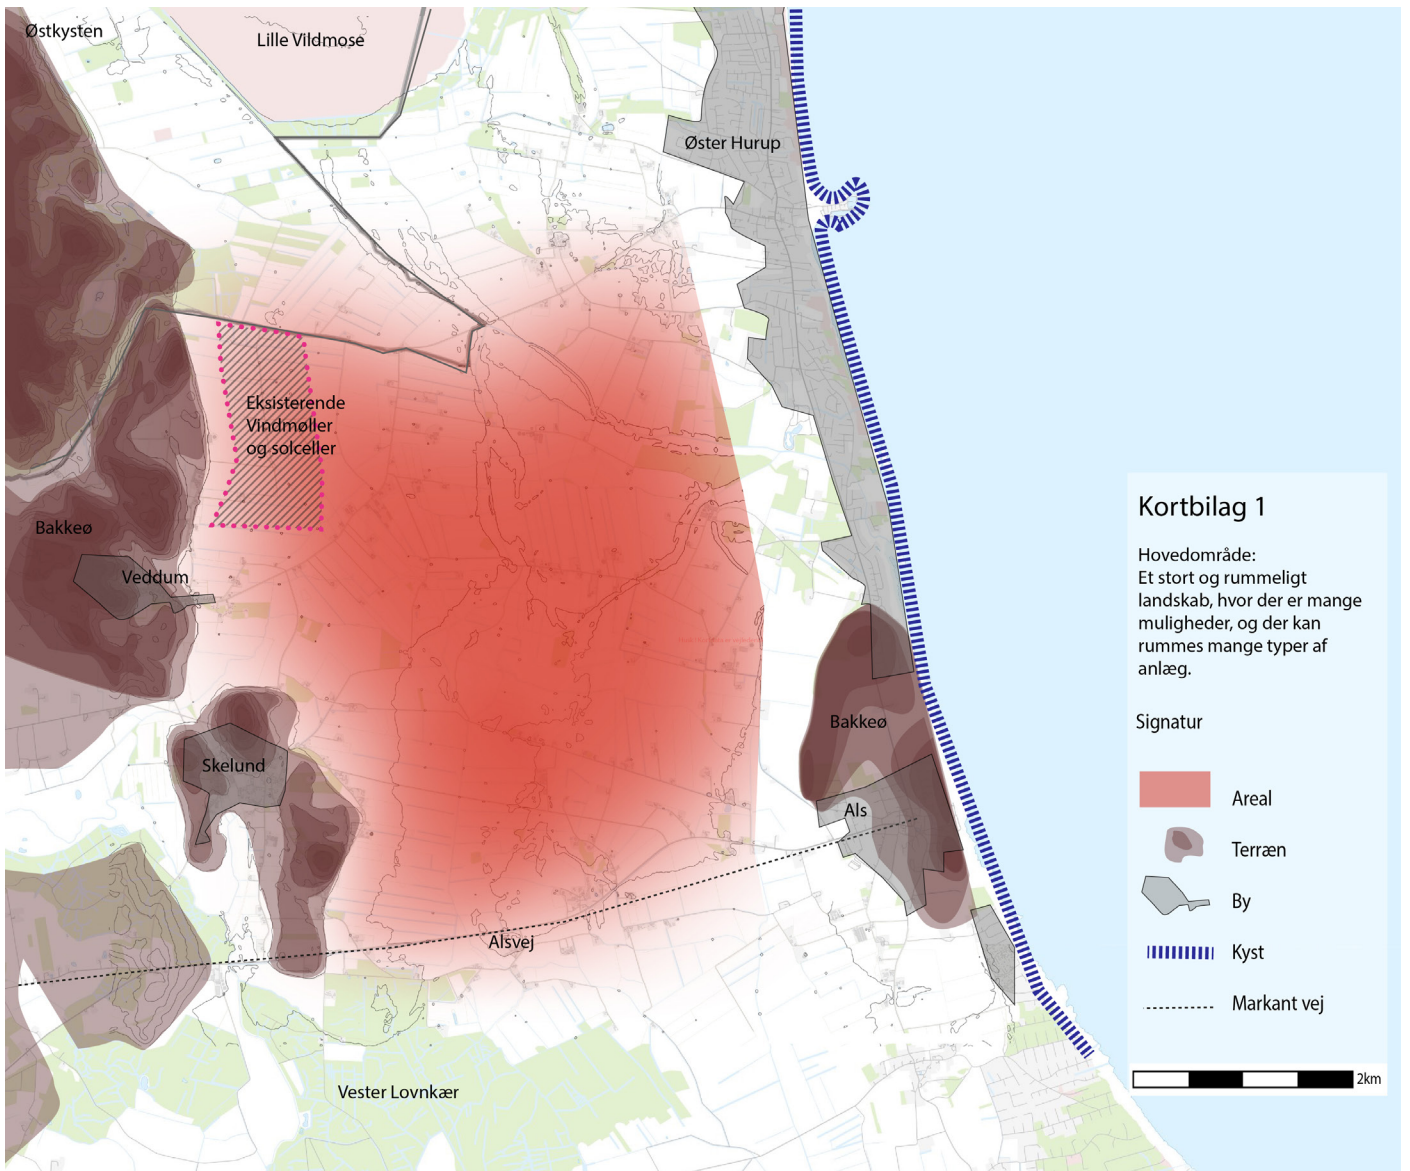 Østkysten
Lille Vildmose
Øster Hurup
Eksisterende
Vindmøller
og solceller
Bakkeø
Veddum
Skelund
Bakkeø
Als
Alsvej
Vester Lovnkær
Kortbilag 1
Hovedområde:
Et stort og rummeligt
landskab, hvor der er mange
muligheder, og der kan
rummes mange typer af
anlæg.
Signatur
Areal
Terræn
By
Kyst
Markant vej
2km